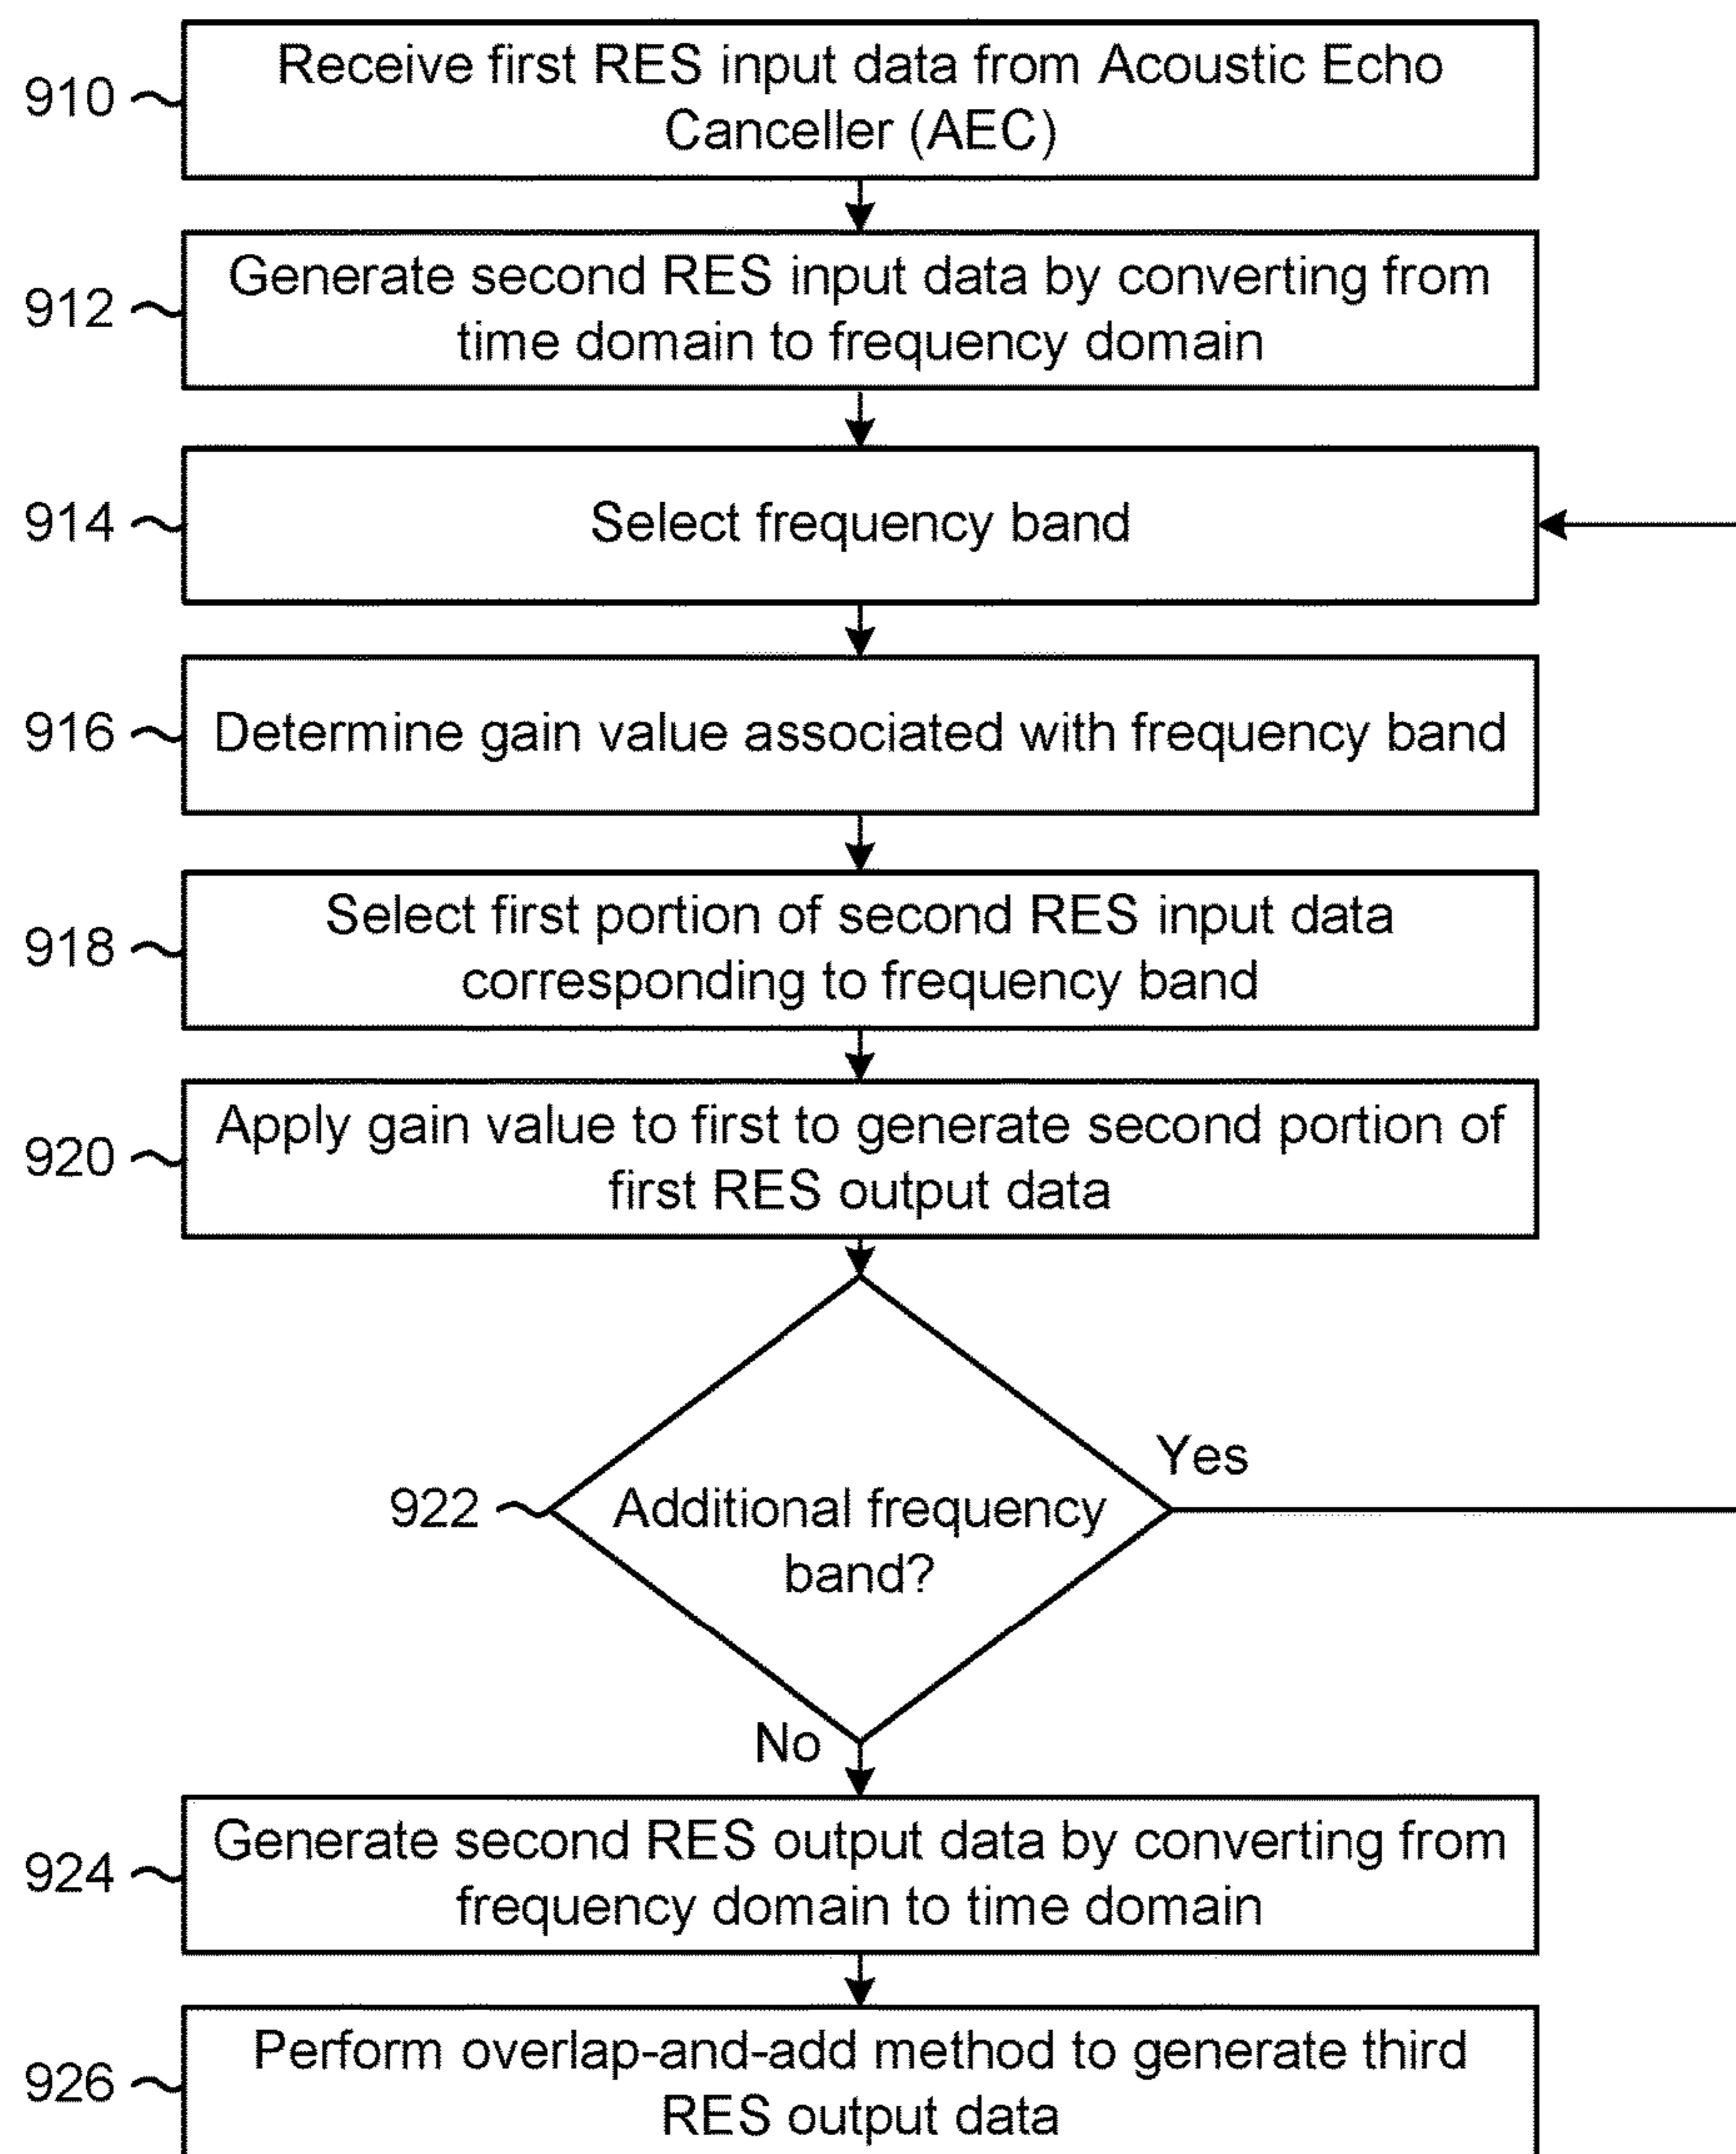 910
Receive first RES input data from Acoustic Echo
Canceller (AEC)
912
Generate second RES input data by converting from
time domain to frequency domain
914
Select frequency band
916
Determine gain value associated with frequency band
918
Select first portion of second RES input data
corresponding to frequency band
920
Apply gain value to first to generate second portion of
first RES output data
Yes
922
Additional frequency
band?
No
924
Generate second RES output data by converting from
frequency domain to time domain
926
Perform overlap-and-add method to generate third
RES output data